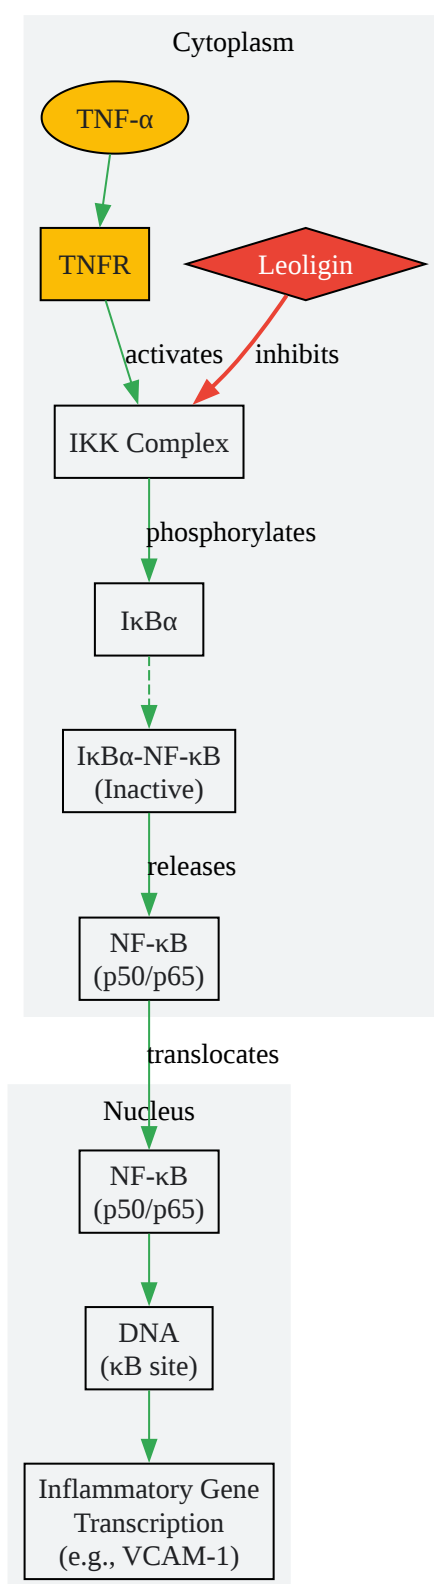 Cytoplasm
TNF-α
TNFR
Leoligin
activates
inhibits
IKK Complex
phosphorylates
IκBα
IκBα-NF-κB
(Inactive)
releases
NF-κB
(p50/p65)
translocates
Nucleus
NF-κB
(p50/p65)
DNA
(κB site)
Inflammatory Gene
Transcription
(e.g., VCAM-1)